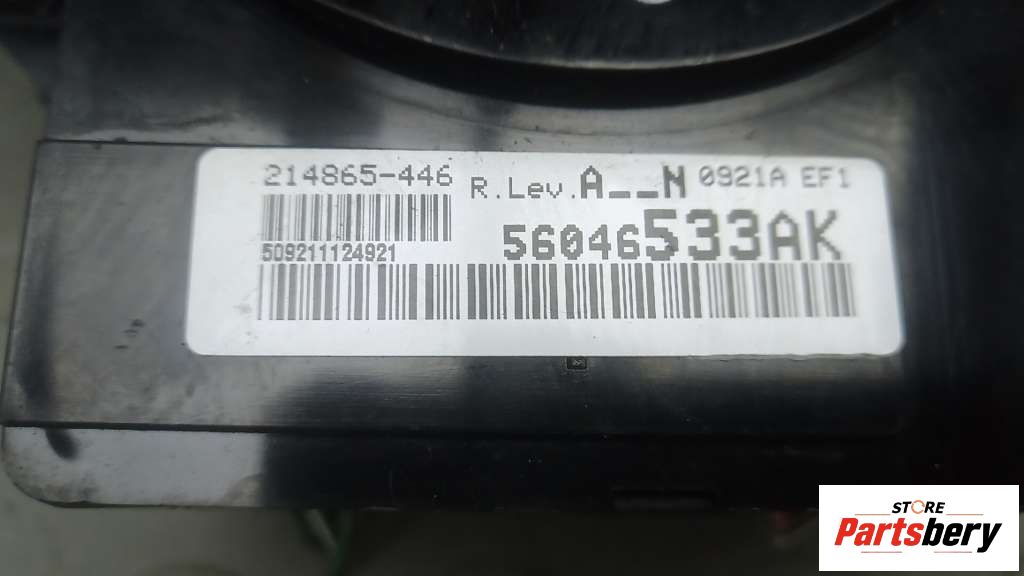 214865-446 R.Lev.A__N 0921A EF1
509211124921 56046533AK
STORE
Partsbery